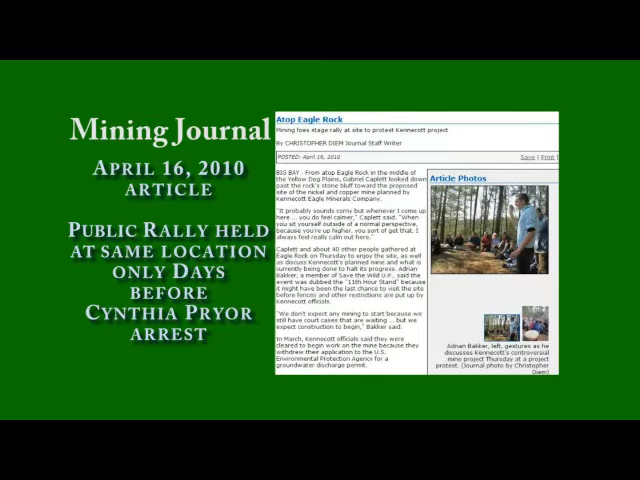 Mining Journal
April 16, 2010
article
Public Rally held
at same location
only Days
before
Cynthia Pryor
arrest
Atop Eagle Rock
Mining foes stage rally at site to protest Kennecott project
By CHRISTOPHER DIEM Journal Staff Writer
POSTED: April 16, 2010
Save | Print |
BIG BAY - From atop Eagle Rock in the middle of
the Yellow Dog Plains, Gabriel Caplett looked down
past the rock's stone bluff toward the proposed
site of the nickel and copper mine planned by
Kennecott Eagle Minerals Company.
"It probably sounds corny but whenever I come up
here ... you do feel calmer," Caplett said. "When
you sit yourself outside of a normal perspective,
because you're up higher, you sort of get that. I
always feel really calm out here."
Caplett and about 40 other people gathered at
Eagle Rock on Thursday to enjoy the site, as well
as discuss Kennecott's planned mine and what is
currently being done to halt its progress. Adrian
Bakker, a member of Save the Wild U.P., said the
event was dubbed the "11th Hour Stand" because
it might have been the last chance to visit the site
before fences and other restrictions are put up by
Kennecott officials.
"We don't expect any mining to start because we
still have court cases that are waiting ... but we
expect construction to begin," Bakker said.
In March, Kennecott officials said they were
cleared to begin work on the mine because they
withdrew their application to the U.S.
Environmental Protection Agency for a
groundwater discharge permit.
Article Photos
Adrian Bakker, left, gestures as he
discusses Kennecott's controversial
mine project Thursday at a project
protest. (Journal photo by Christopher
Diem)